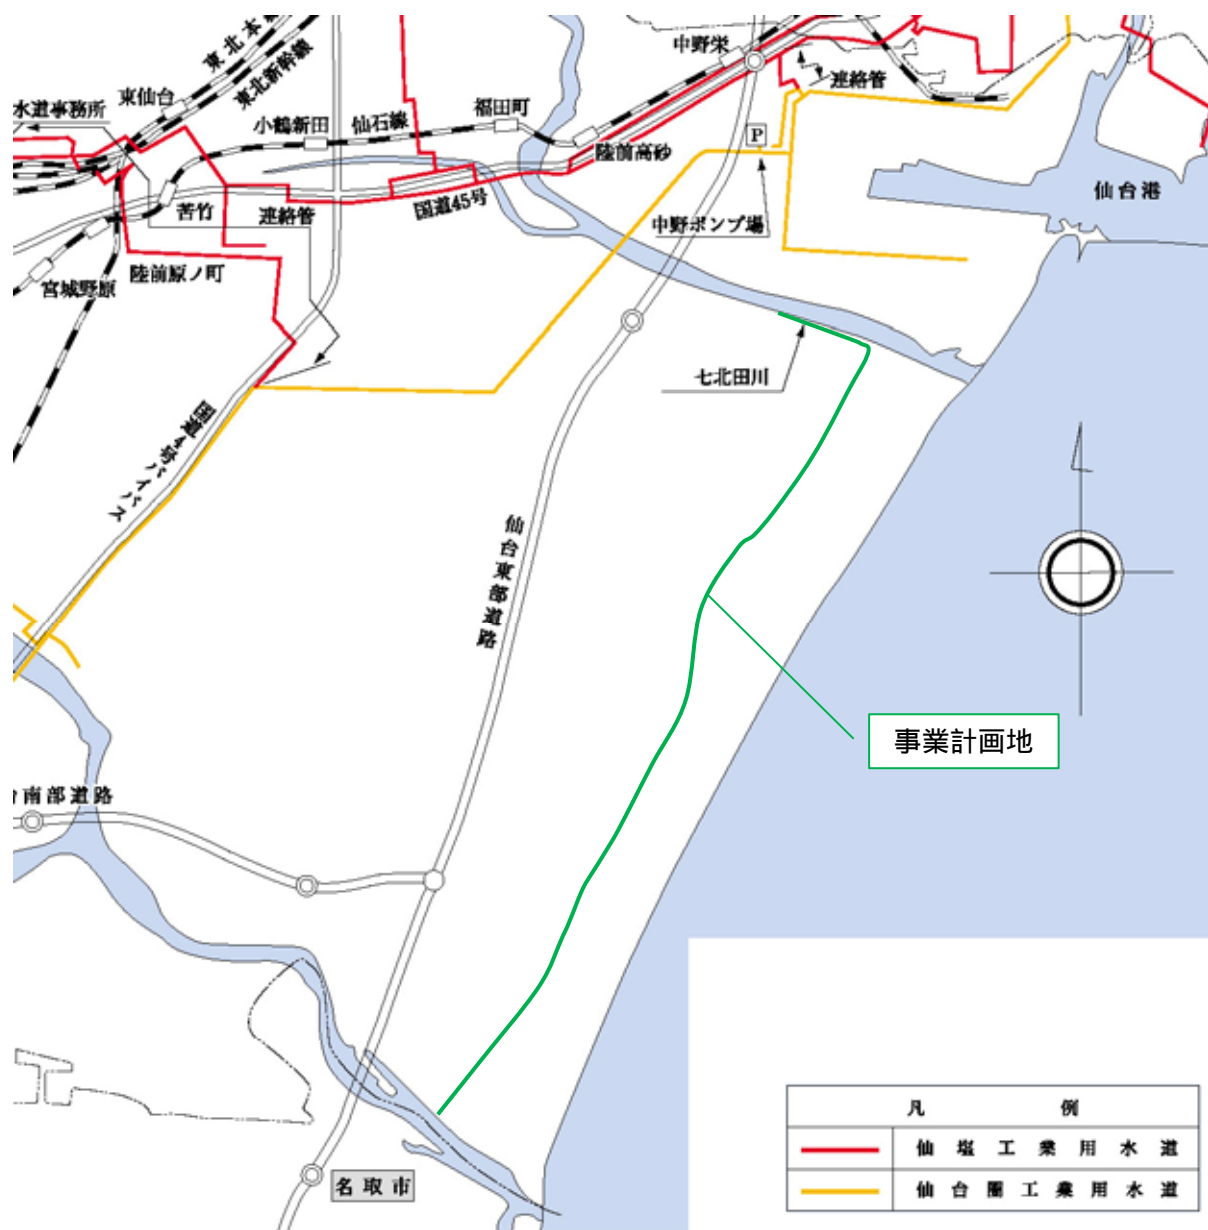 東北本線
東北新幹線
中野栄
連絡管
東仙台
水道事務所
小鶴新田
仙石線
福田町
P
陸前高砂
仙台港
苦竹
連絡管
国道45号
中野ポンプ場
陸前原ノ町
宮城野原
七北田川
国道4号バイパス
仙台東部道路
事業計画地
南部道路
名取市
凡例
仙塩工業用水道
仙台圏工業用水道